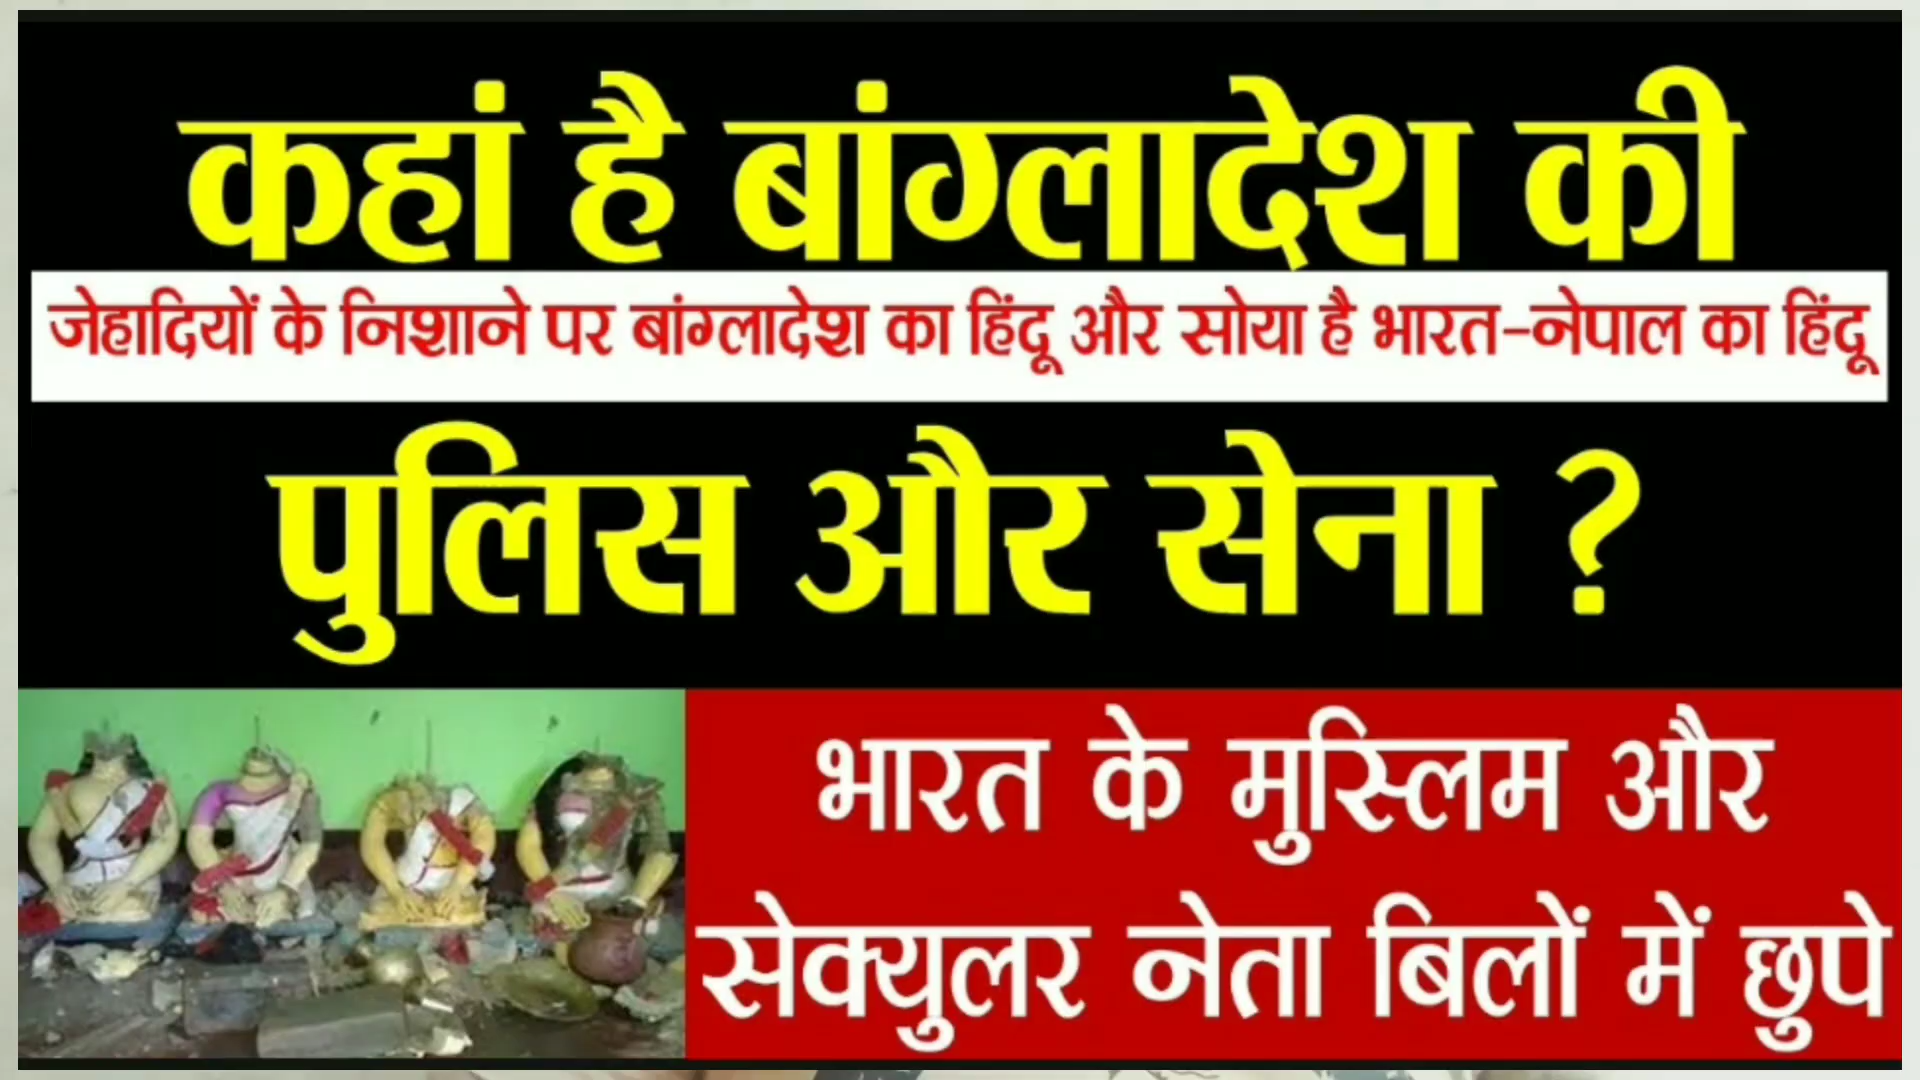 कहां है बांग्लादेश की
जेहादियों के निशाने पर बांग्लादेश का हिंदू और सोया है भारत-नेपाल का हिंदू
पुलिस और सेना ?
भारत के मुस्लिम और
सेक्युलर नेता बिलों में छुपे